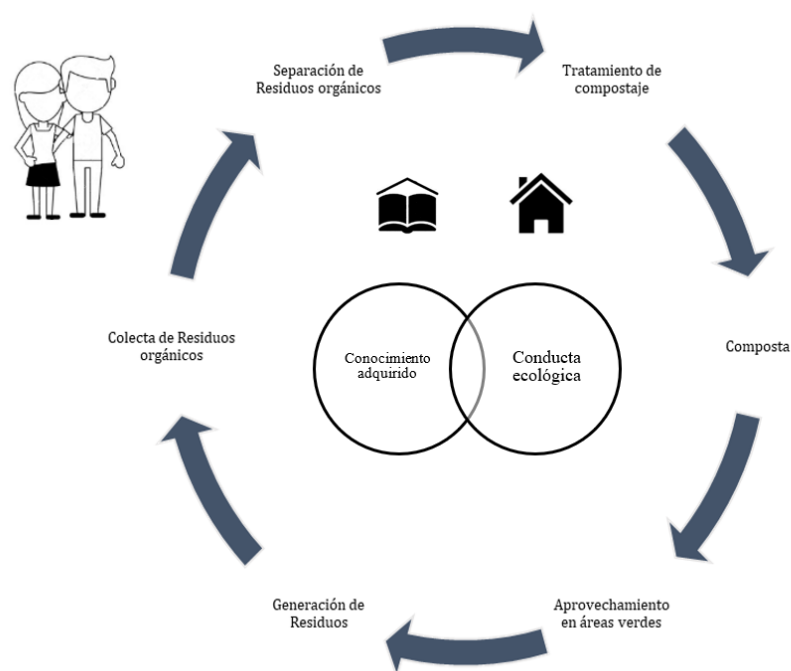 Separación de
Residuos orgánicos
Tratamiento de
compostaje
Colecta de Residuos
orgánicos
Conocimiento
adquirido
Conducta
ecológica
Composta
Generación de
Residuos
Aprovechamiento
en áreas verdes